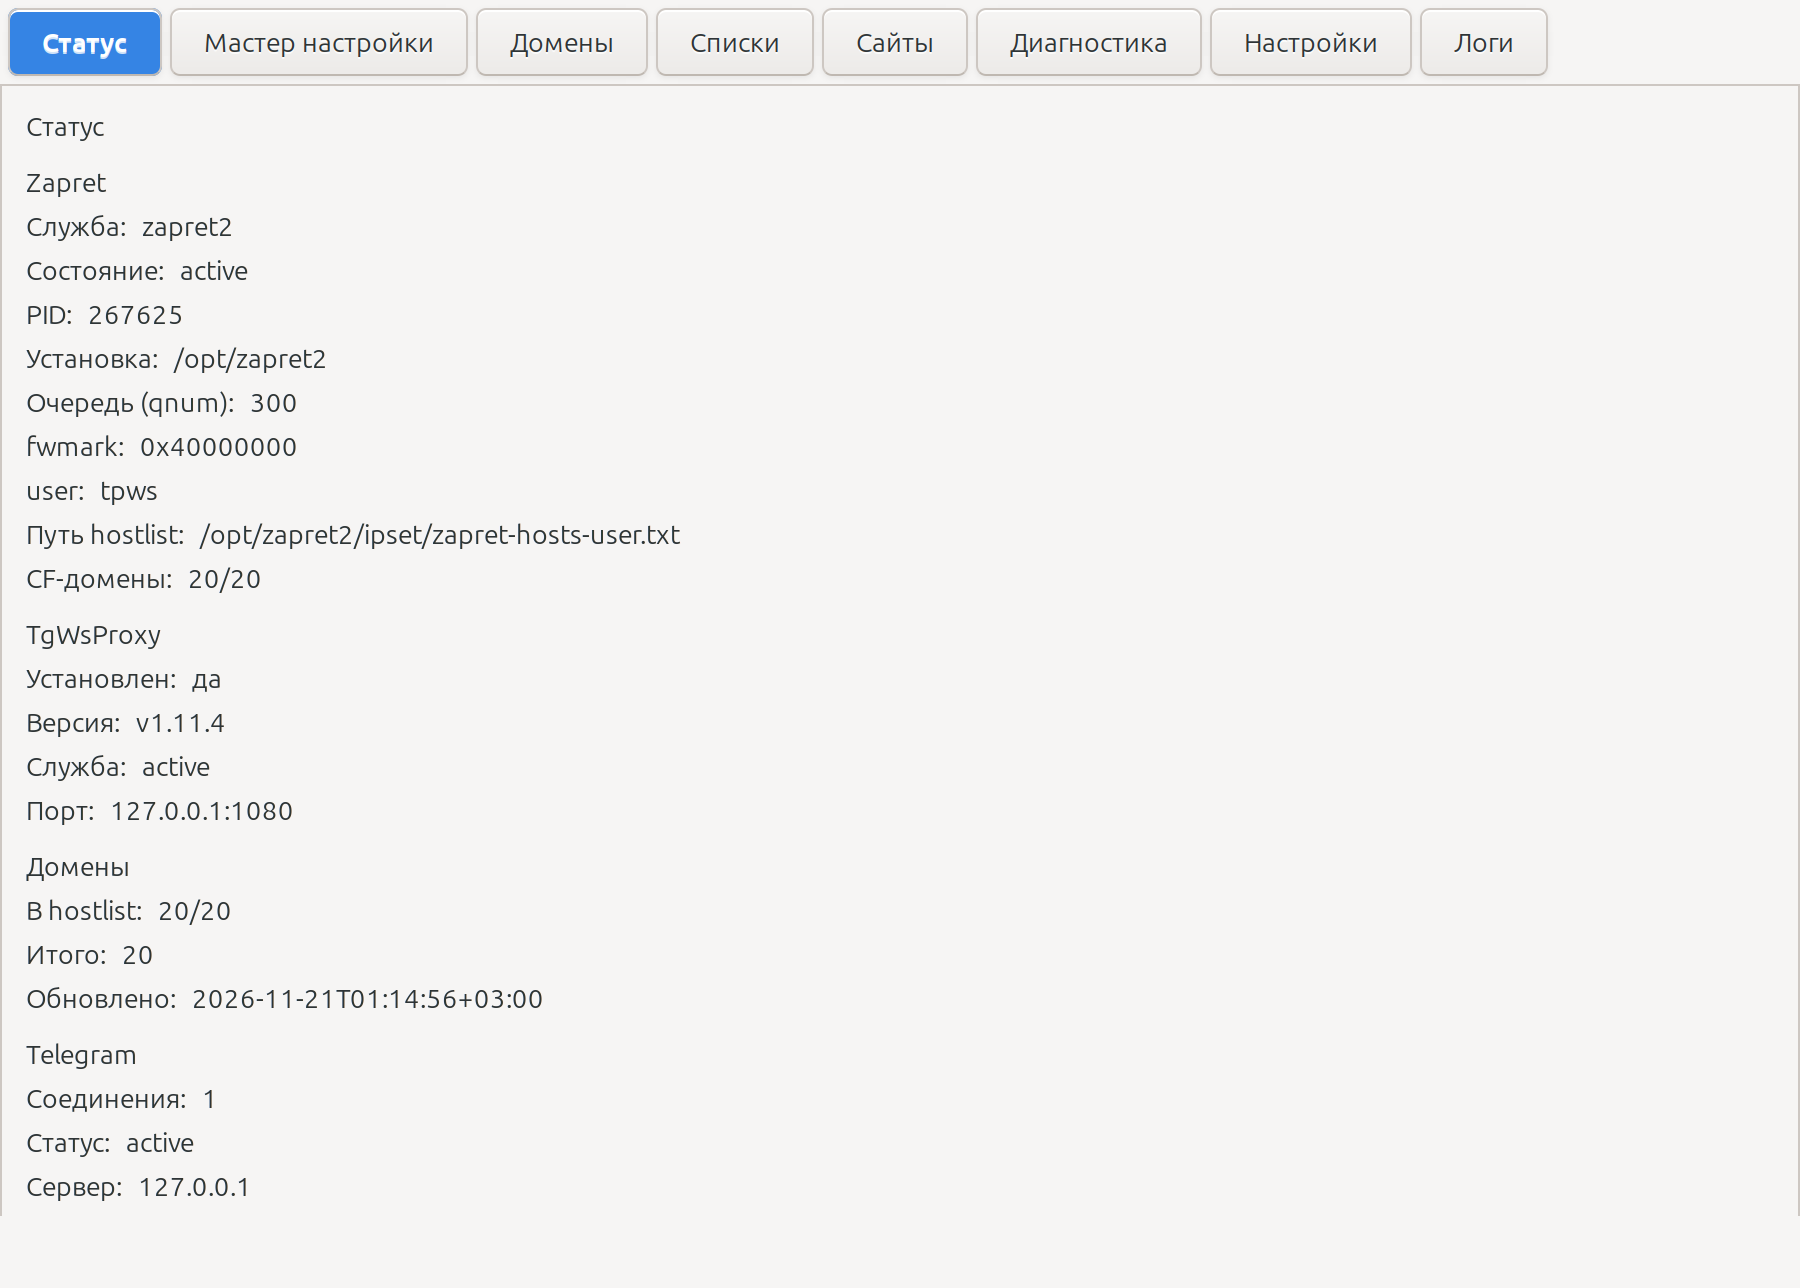 Статус Мастер настройки Домены Списки Сайты Диагностика Настройки Логи
Статус
Zapret
Служба: zapret2
Состояние: active
PID: 267625
Установка: /opt/zapret2
Очередь (qnum): 300
fwmark: 0x40000000
user: tpws
Путь hostlist: /opt/zapret2/ipset/zapret-hosts-user.txt
CF-домены: 20/20
TgWsProxy
Установлен: да
Версия: v1.11.4
Служба: active
Порт: 127.0.0.1:1080
Домены
В hostlist: 20/20
Итого: 20
Обновлено: 2026-11-21T01:14:56+03:00
Telegram
Соединения: 1
Статус: active
Сервер: 127.0.0.1